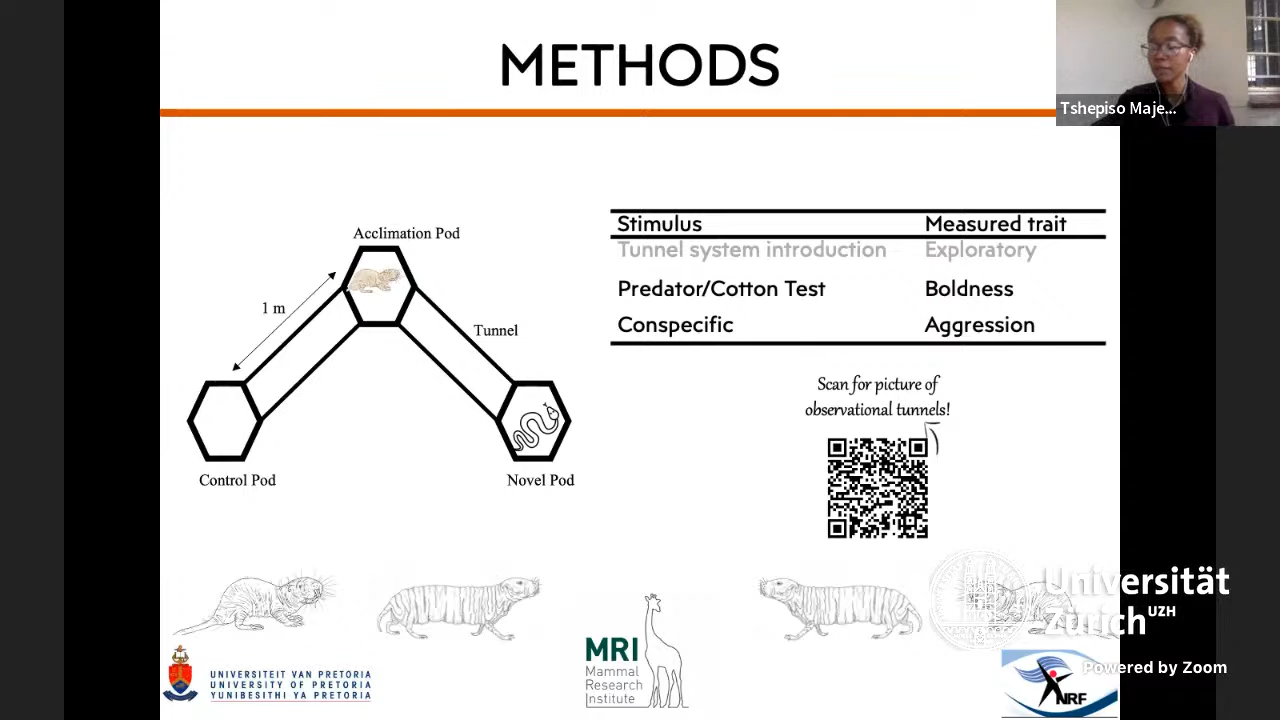 METHODS
Tshepiso Maje...
Acclimation Pod
1 m
Tunnel
Control Pod
Novel Pod
Stimulus Measured trait
Tunnel system introduction Exploratory
Predator/Cotton Test Boldness
Conspecific Aggression
Scan for picture of
observational tunnels!
Universität
Zürich UZH
Powered by Zoom
UNIVERSITEIT VAN PRETORIA
UNIVERSITY OF PRETORIA
YUNIBESITHI YA PRETORIA
MRI
Mammal
Research
Institute
NRF